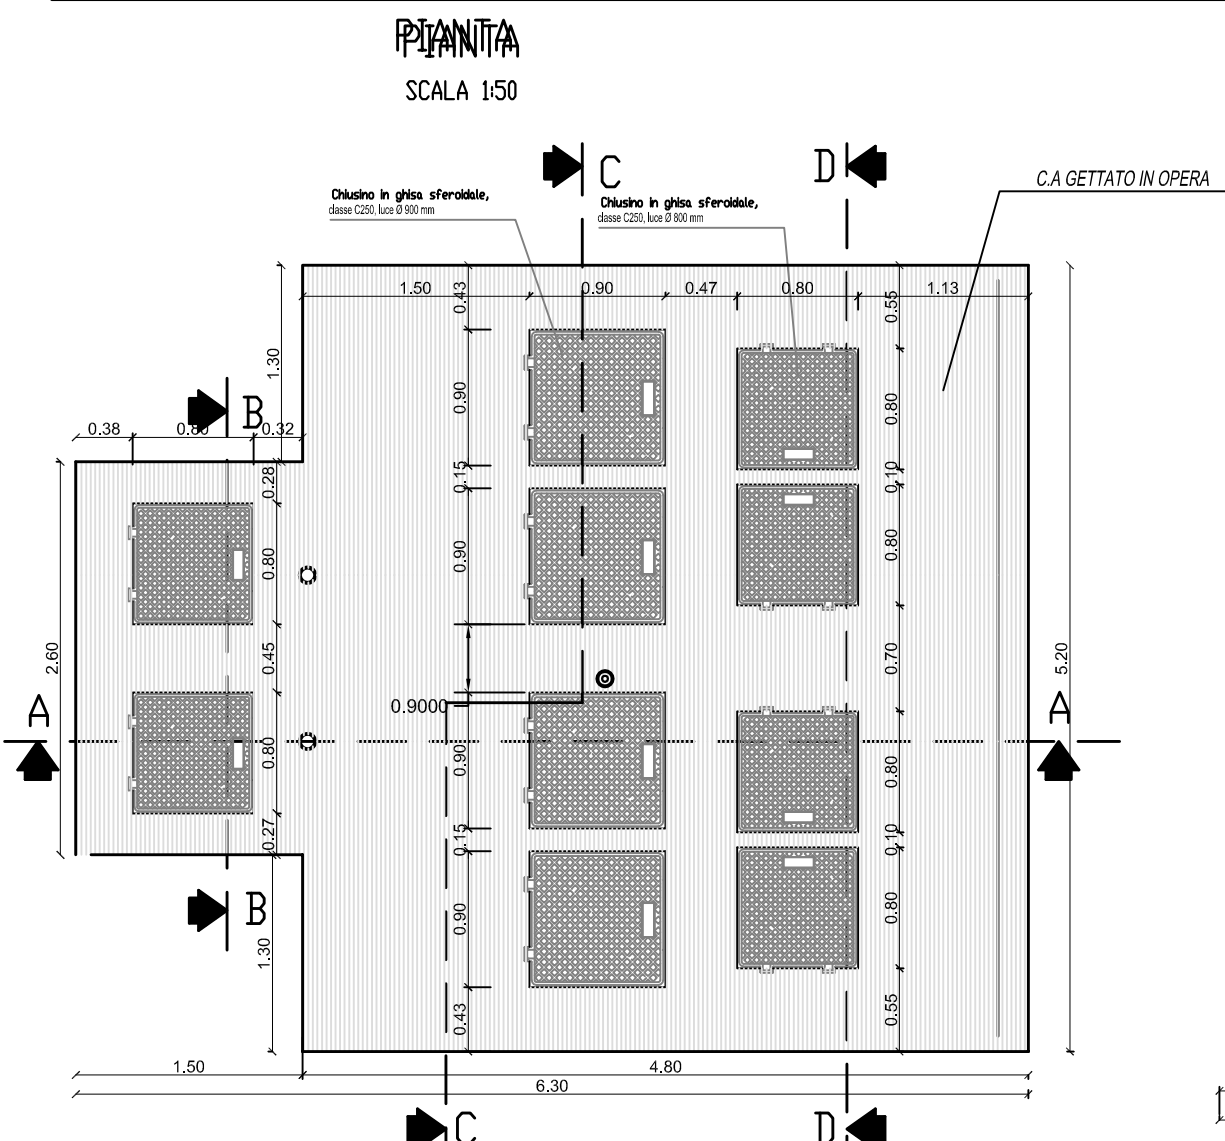 PIANTA
SCALA 1:50
C
D
C.A GETTATO IN OPERA
Chiusino in ghisa sferoidale,
classe C250, luce Ø 900 mm
Chiusino in ghisa sferoidale,
classe C250, luce Ø 800 mm
1.50
0.90
0.47
0.80
1.13
0.43
0.55
1.30
0.90
0.80
B
0.38
0.80
0.32
0.28
0.15
0.10
0.80
0.90
0.80
2.60
0.45
0.70
5.20
A
0.9000
A
0.80
0.90
0.80
0.27
0.15
0.10
B
1.30
0.90
0.80
0.43
0.55
1.50
4.80
6.30
C
D